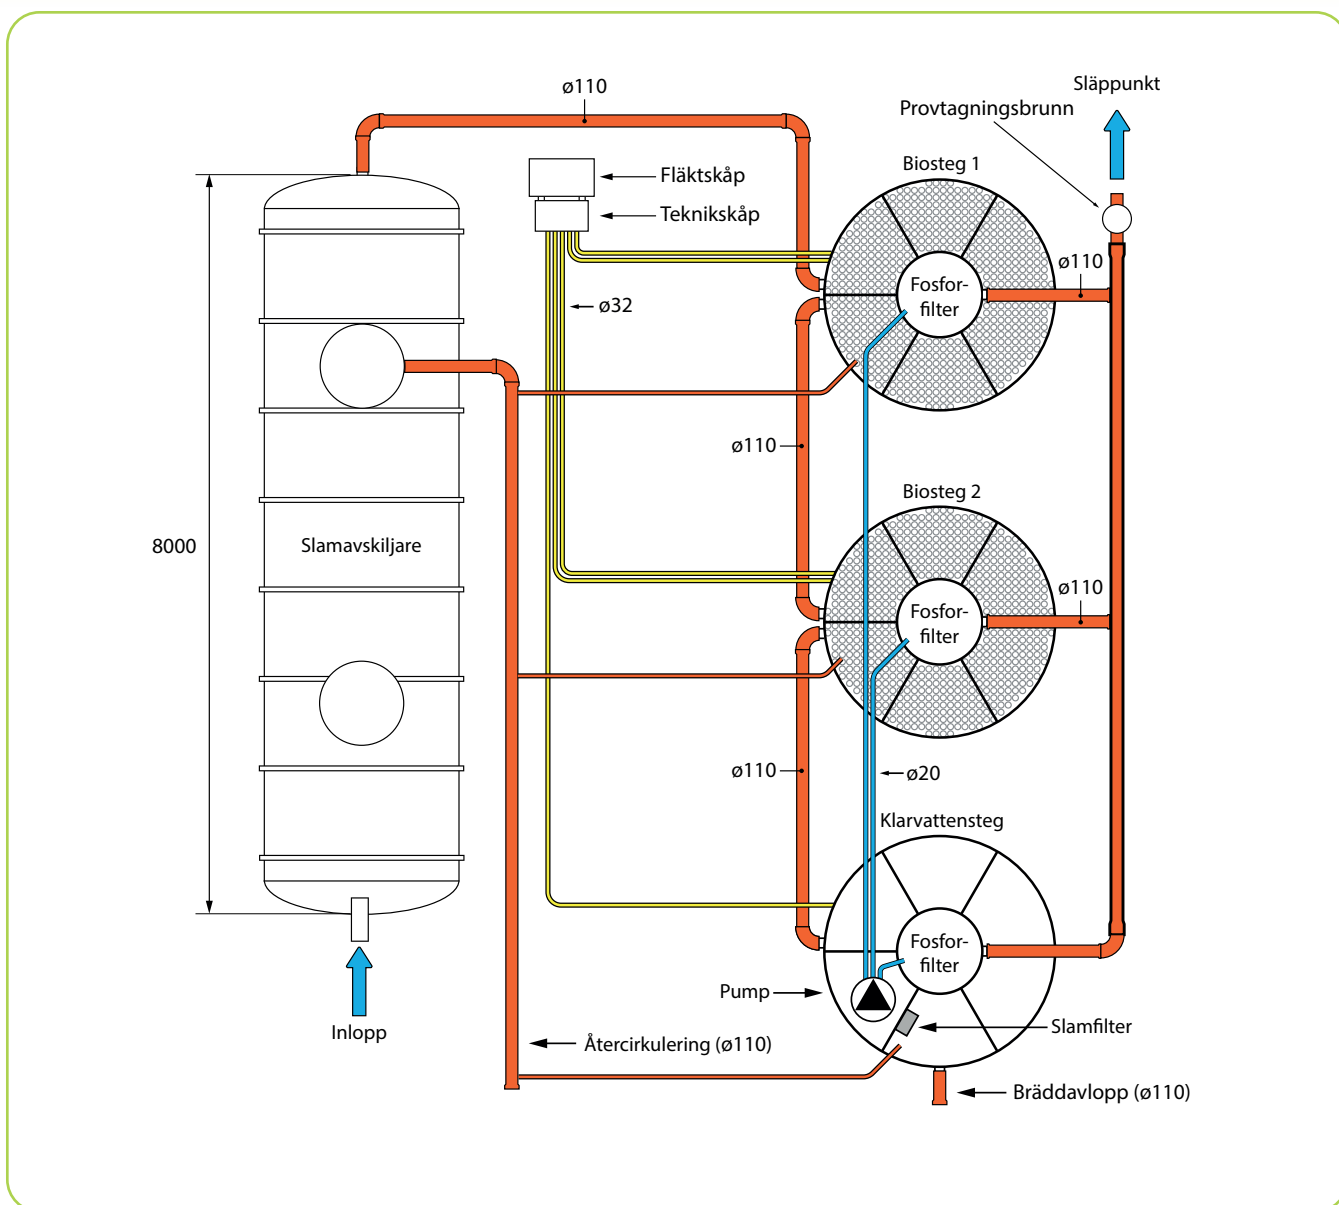 ø110
Släppunkt
Provtagningsbrunn
Biosteg 1
Fläktskåp
Teknikskåp
ø110
Fosfor-
filter
ø32
ø110
Biosteg 2
8000
Slamavskiljare
ø110
Fosfor-
filter
ø110
ø20
Klarvattensteg
Fosfor-
filter
Pump
Inlopp
Återcirkulering (ø110)
Slamfilter
Bräddavlopp (ø110)